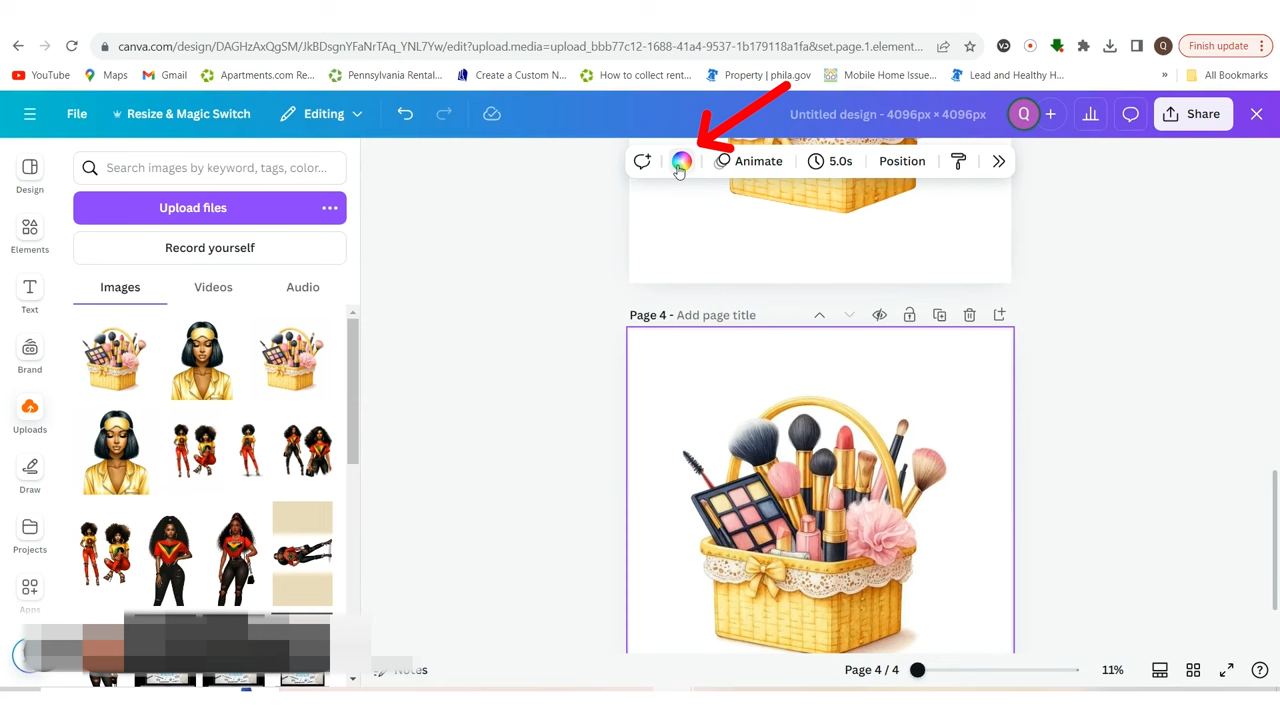 canva.com/design/DAGHzAxQgSM/JkBDsgnYFaNrTAq_YNL7Yw/edit?upload.media=upload_bbb77c12-1688-41a4-9537-1b179118a1fa&set.page.1.element...
Q
Finish update
YouTube
Maps
Gmail
Apartments.com Re...
Pennsylvania Rental...
Create a Custom N...
How to collect rent...
Property | phila.gov
Mobile Home Issue...
Lead and Healthy H...
»
All Bookmarks
File
Resize & Magic Switch
Editing
Untitled design - 4096px × 4096px
Q
+
Share
Search images by keyword, tags, color...
Animate
5.0s
Position
Design
Upload files
Record yourself
Elements
Images
Videos
Audio
Text
Page 4 - Add page title
Brand
Uploads
Draw
Projects
Apps
Notes
Page 4 / 4
11%